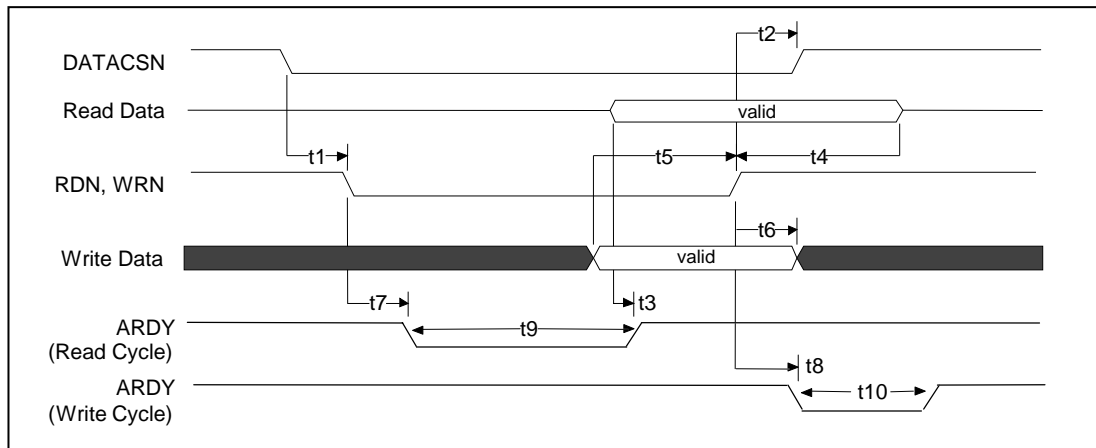 t2
DATACSN
Read Data
valid
t1
t5
t4
RDN, WRN
t6
Write Data
valid
t7
t3
ARDY
t9
(Read Cycle)
t8
ARDY
t10
(Write Cycle)